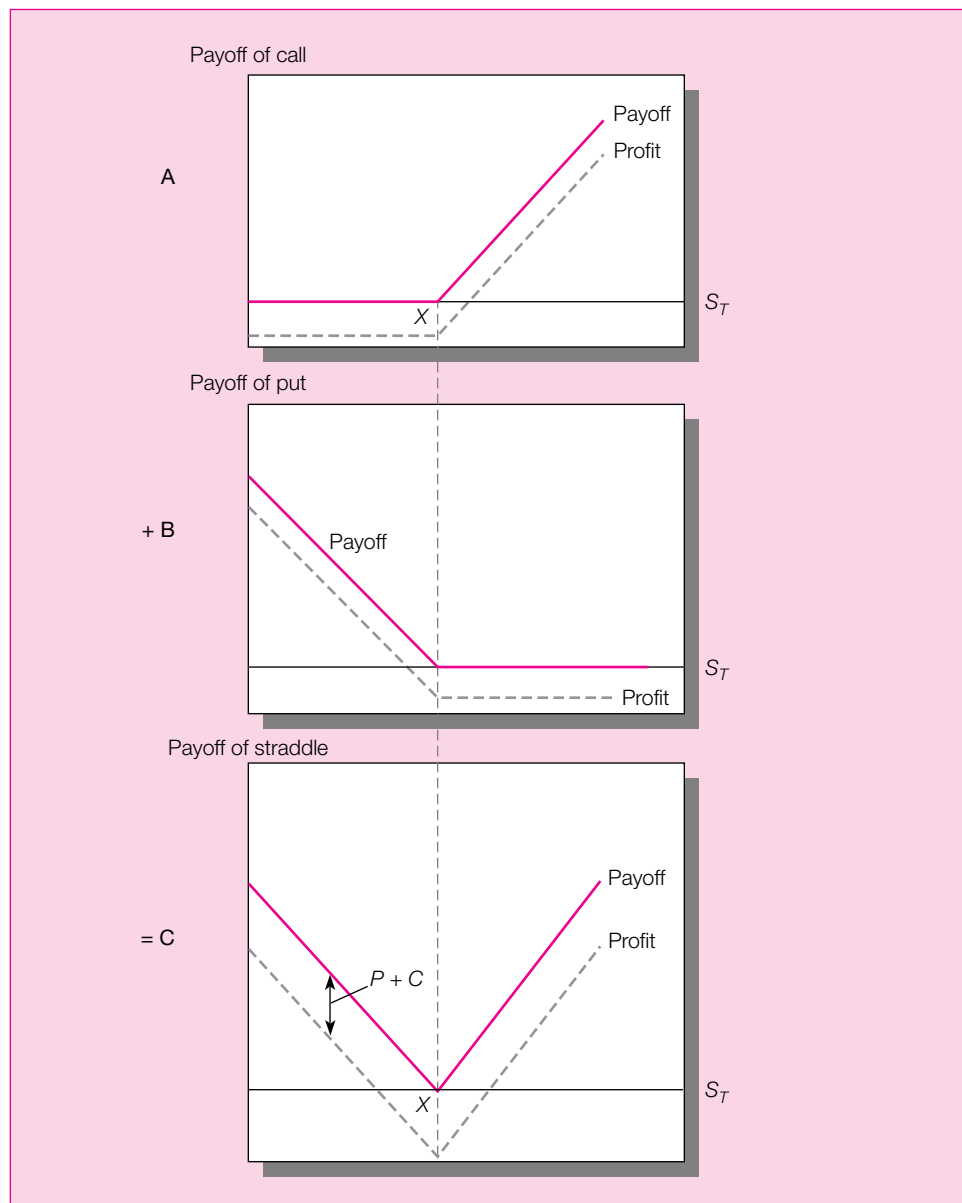 Payoff of call
Payoff
Profit
A
X
S_T
Payoff of put
+ B
Payoff
S_T
Profit
Payoff of straddle
Payoff
= C
Profit
P + C
X
S_T